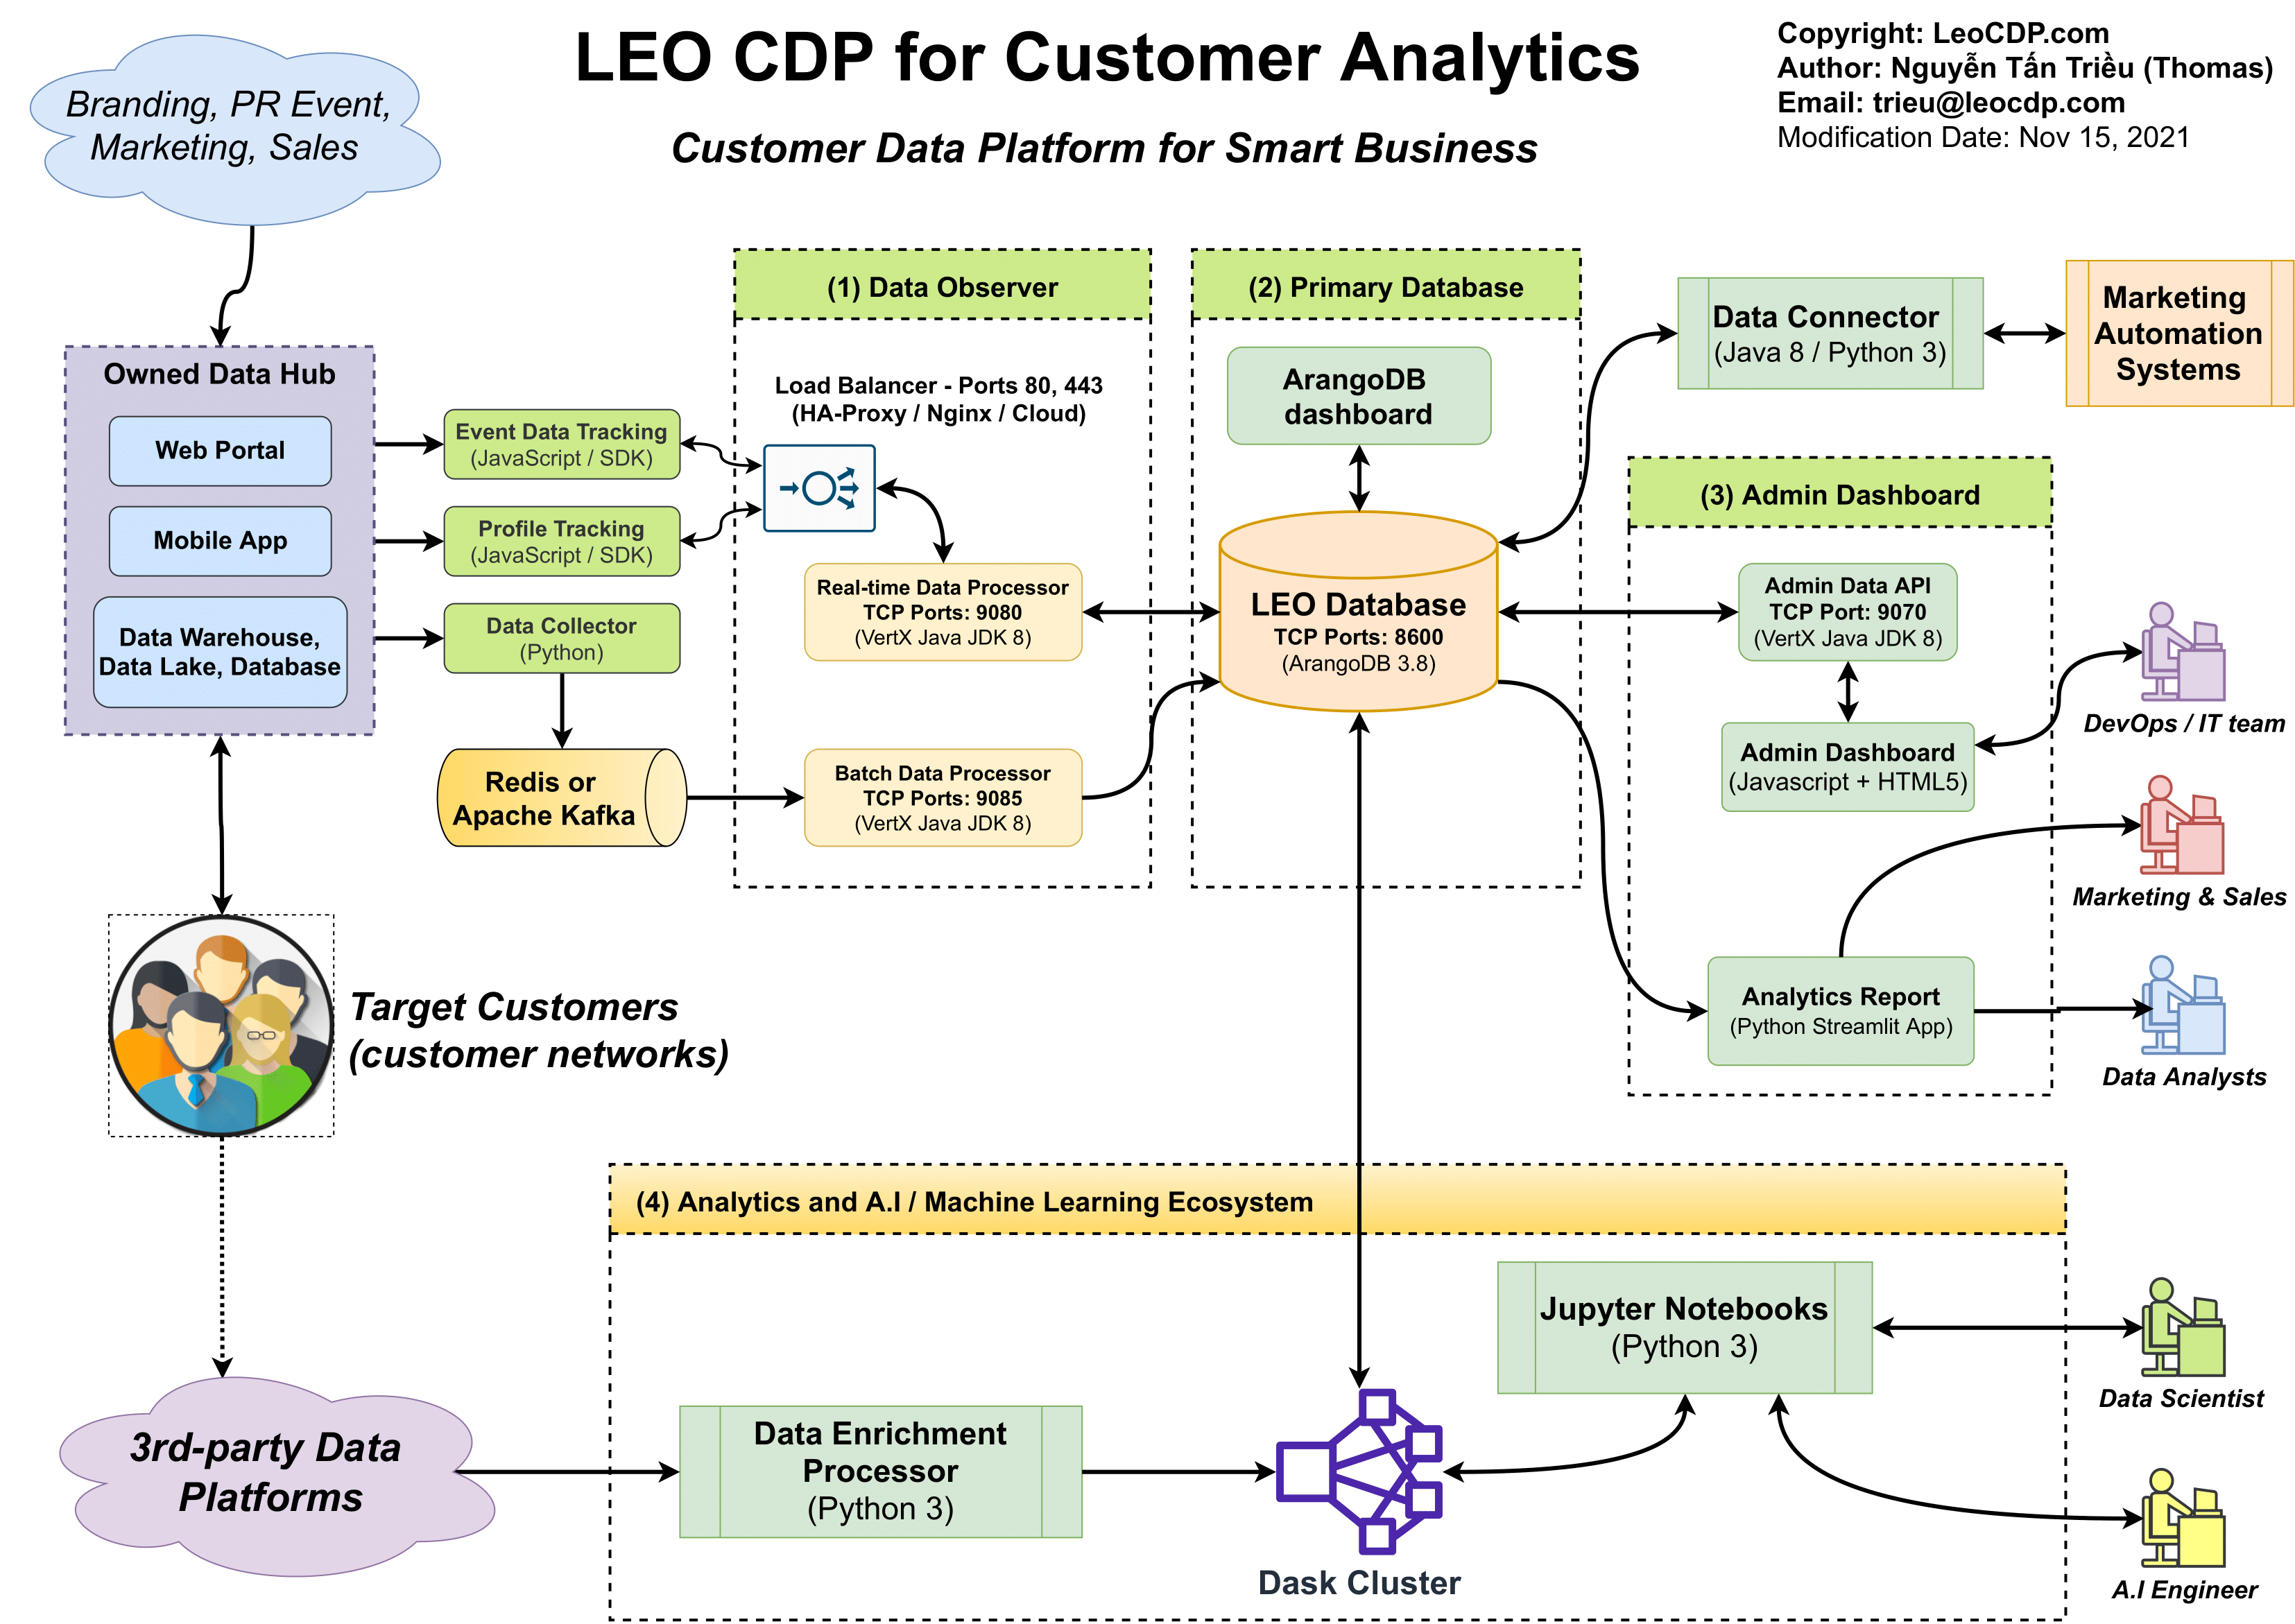 LEO CDP for Customer Analytics
Customer Data Platform for Smart Business
Copyright: LeoCDP.com
Author: Nguyễn Tấn Triều (Thomas)
Email: trieu@leocdp.com
Modification Date: Nov 15, 2021
Branding, PR Event,
Marketing, Sales
Owned Data Hub
Web Portal
Mobile App
Data Warehouse,
Data Lake, Database
Event Data Tracking
(JavaScript / SDK)
Profile Tracking
(JavaScript / SDK)
Data Collector
(Python)
Redis or
Apache Kafka
(1) Data Observer
Load Balancer - Ports 80, 443
(HA-Proxy / Nginx / Cloud)
Real-time Data Processor
TCP Ports: 9080
(VertX Java JDK 8)
Batch Data Processor
TCP Ports: 9085
(VertX Java JDK 8)
(2) Primary Database
ArangoDB
dashboard
LEO Database
TCP Ports: 8600
(ArangoDB 3.8)
Data Connector
(Java 8 / Python 3)
Marketing
Automation
Systems
(3) Admin Dashboard
Admin Data API
TCP Port: 9070
(VertX Java JDK 8)
Admin Dashboard
(Javascript + HTML5)
Analytics Report
(Python Streamlit App)
DevOps / IT team
Marketing & Sales
Data Analysts
Target Customers
(customer networks)
3rd-party Data
Platforms
(4) Analytics and A.I / Machine Learning Ecosystem
Data Enrichment
Processor
(Python 3)
Dask Cluster
Jupyter Notebooks
(Python 3)
Data Scientist
A.I Engineer